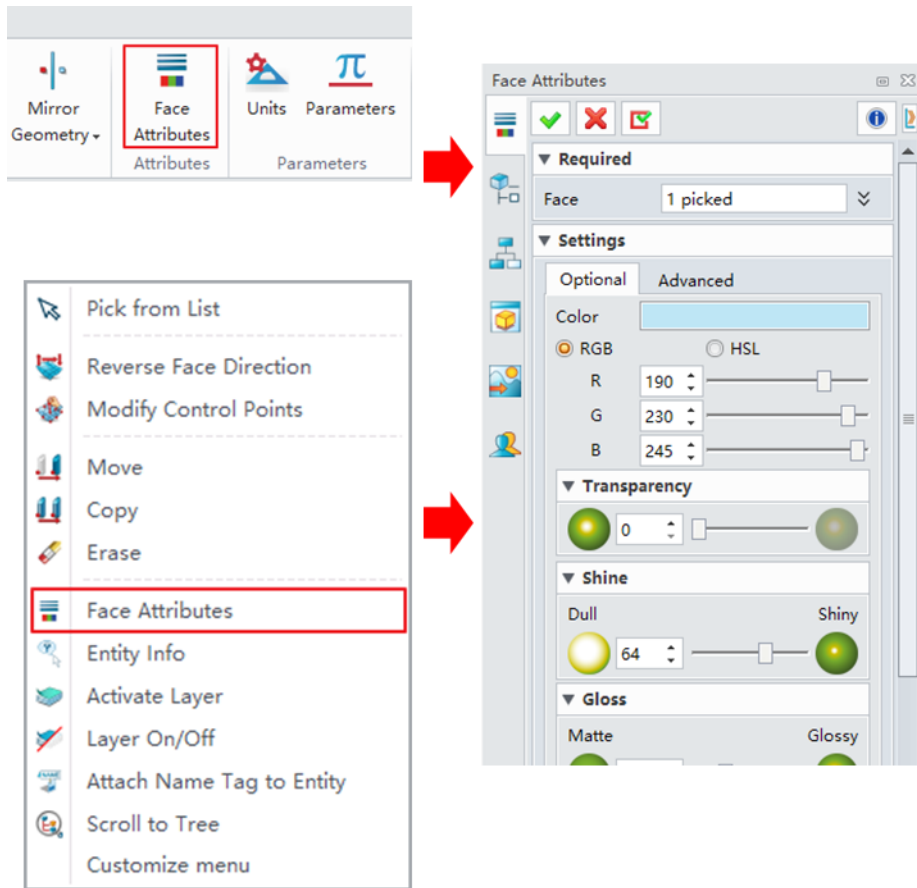 Mirror
Geometry
Face
Attributes
Units
Parameters
Attributes
Parameters
Pick from List
Reverse Face Direction
Modify Control Points
Move
Copy
Erase
Face Attributes
Entity Info
Activate Layer
Layer On/Off
Attach Name Tag to Entity
Scroll to Tree
Customize menu
Face Attributes
Required
Face 1 picked
Settings
Optional Advanced
Color
RGB HSL
R 190
G 230
B 245
Transparency
0
Shine
Dull Shiny
64
Gloss
Matte Glossy